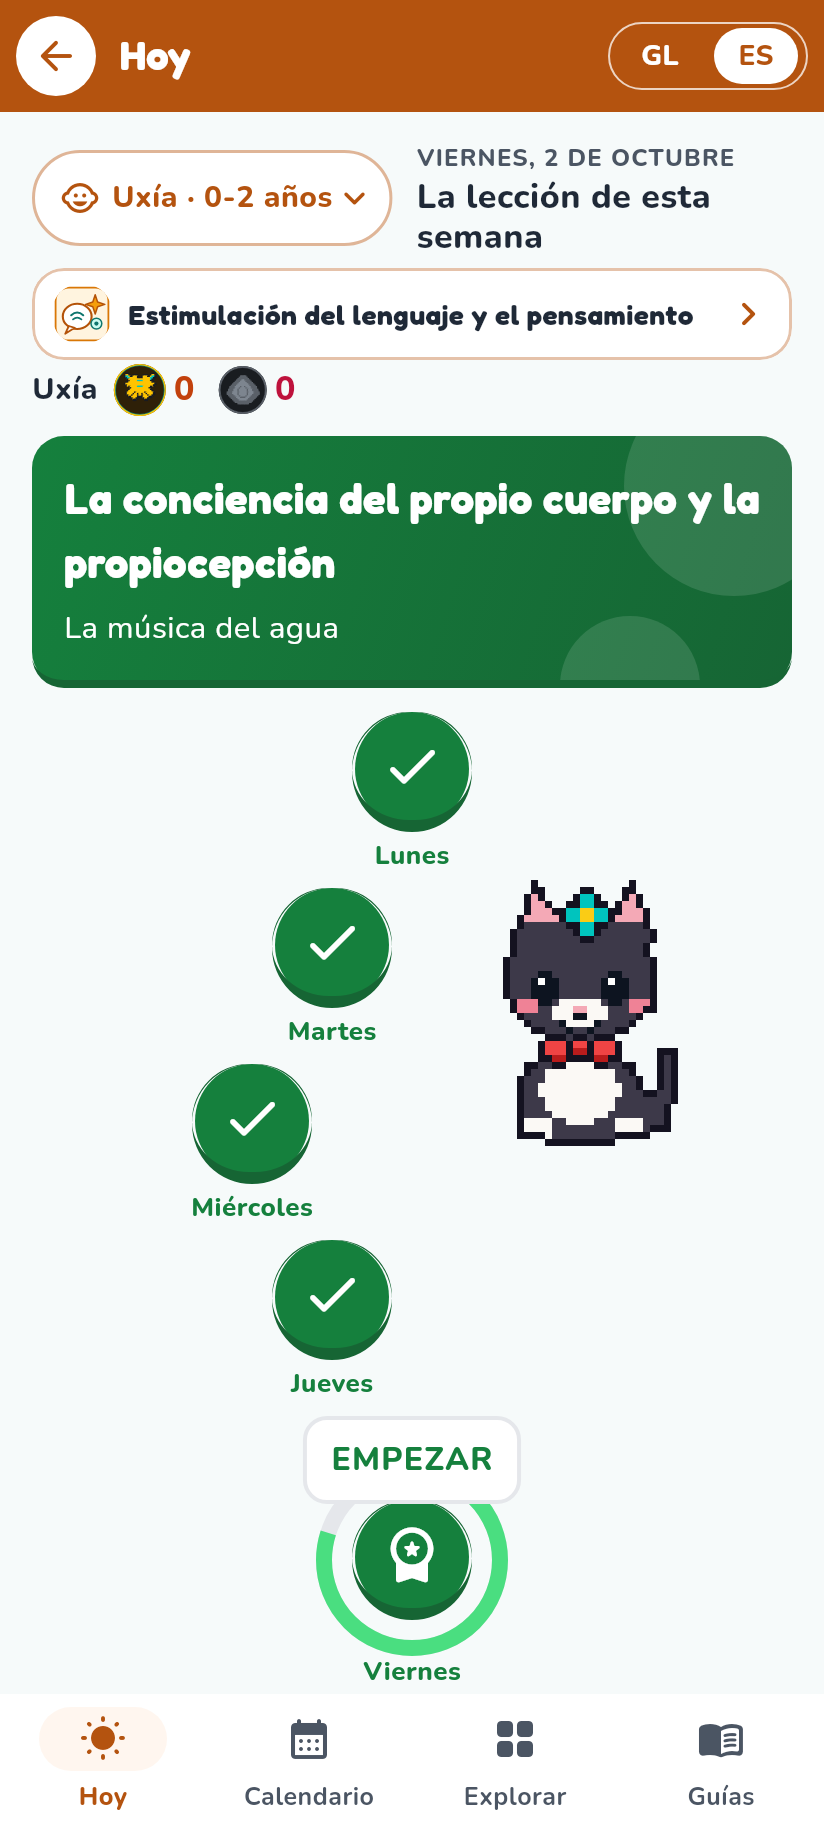 Hoy
GL
ES
Uxía · 0-2 años
VIERNES, 2 DE OCTUBRE
La lección de esta
semana
Estimulación del lenguaje y el pensamiento
Uxía
0
0
La conciencia del propio cuerpo y la
propiocepción
La música del agua
Lunes
Martes
Miércoles
Jueves
EMPEZAR
Viernes
Hoy
Calendario
Explorar
Guías